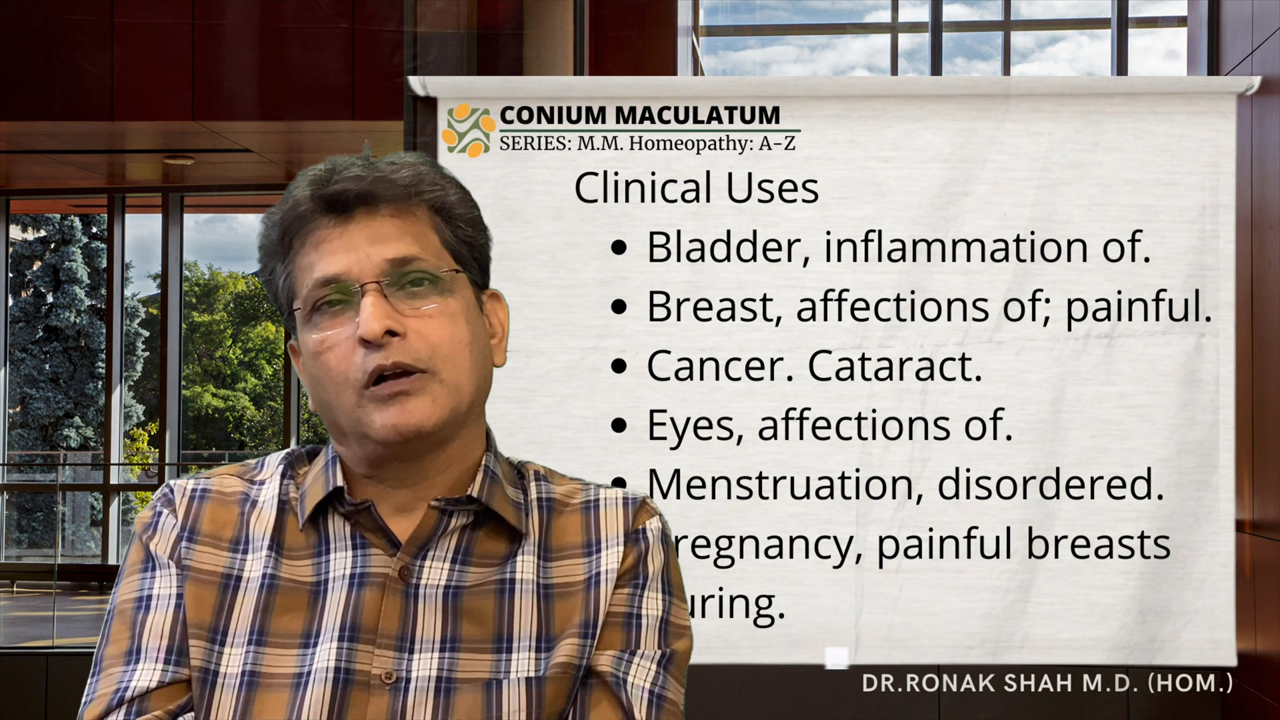 CONIUM MACULATUM
SERIES: M.M. Homeopathy: A-Z
Clinical Uses
• Bladder, inflammation of.
• Breast, affections of; painful.
• Cancer. Cataract.
• Eyes, affections of.
• Menstruation, disordered.
regnancy, painful breasts
uring.
DR.RONAK SHAH M.D. (HOM.)